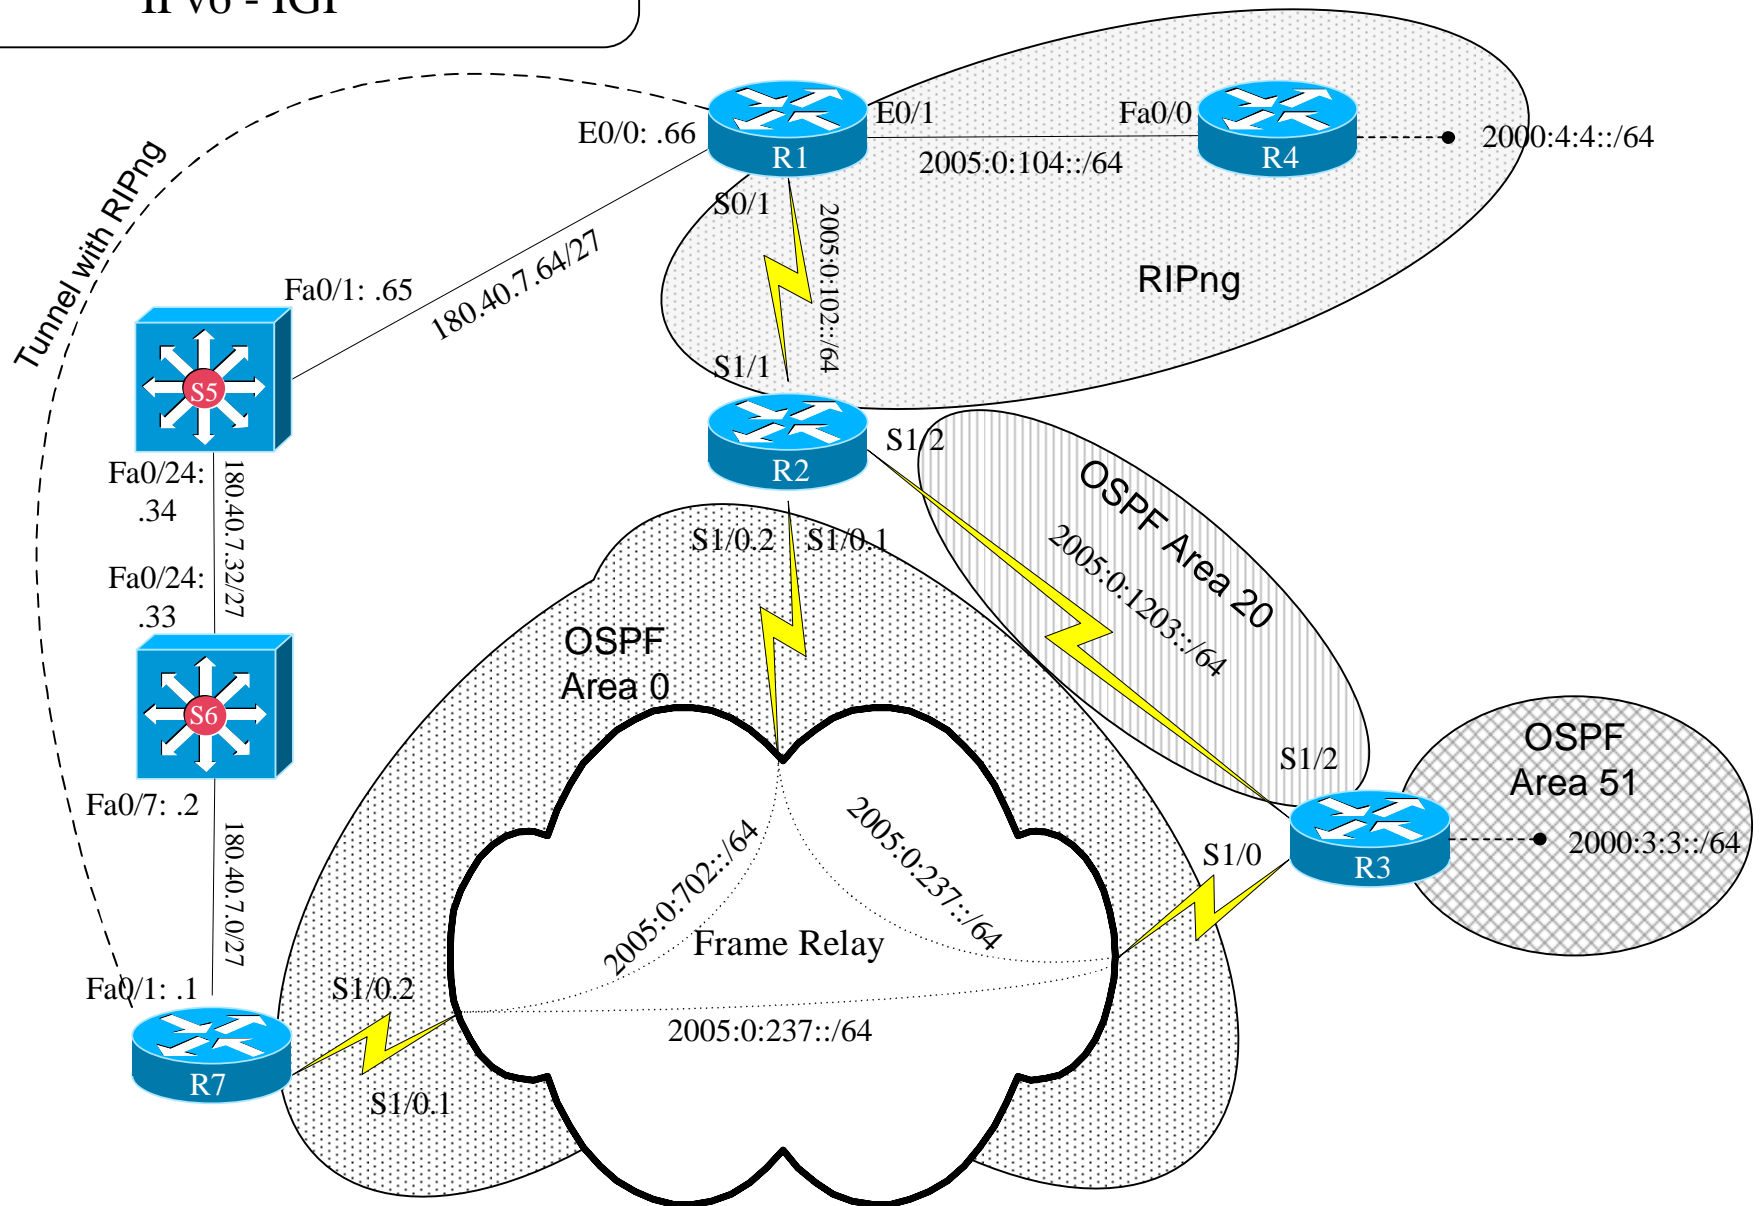 E0/0: .66
E0/1
Fa0/0
R1
R4
2005:0:104::/64
2000:4:4::/64
S0/1
2005:0:102::/64
RIPng
Tunnel with RIPng
Fa0/1: .65
180.40.7.64/27
S5
S1/1
R2
S1/2
Fa0/24:
.34
180.40.7.32/27
Fa0/24:
.33
S1/0.2
S1/0.1
OSPF Area 20
2005:0:1203::/64
OSPF
Area 0
S6
S1/2
OSPF
Area 51
Fa0/7: .2
180.40.7.0/27
2005:0:702::/64
2005:0:237::/64
S1/0
R3
2000:3:3::/64
Frame Relay
Fa0/1: .1
S1/0.2
2005:0:237::/64
R7
S1/0.1